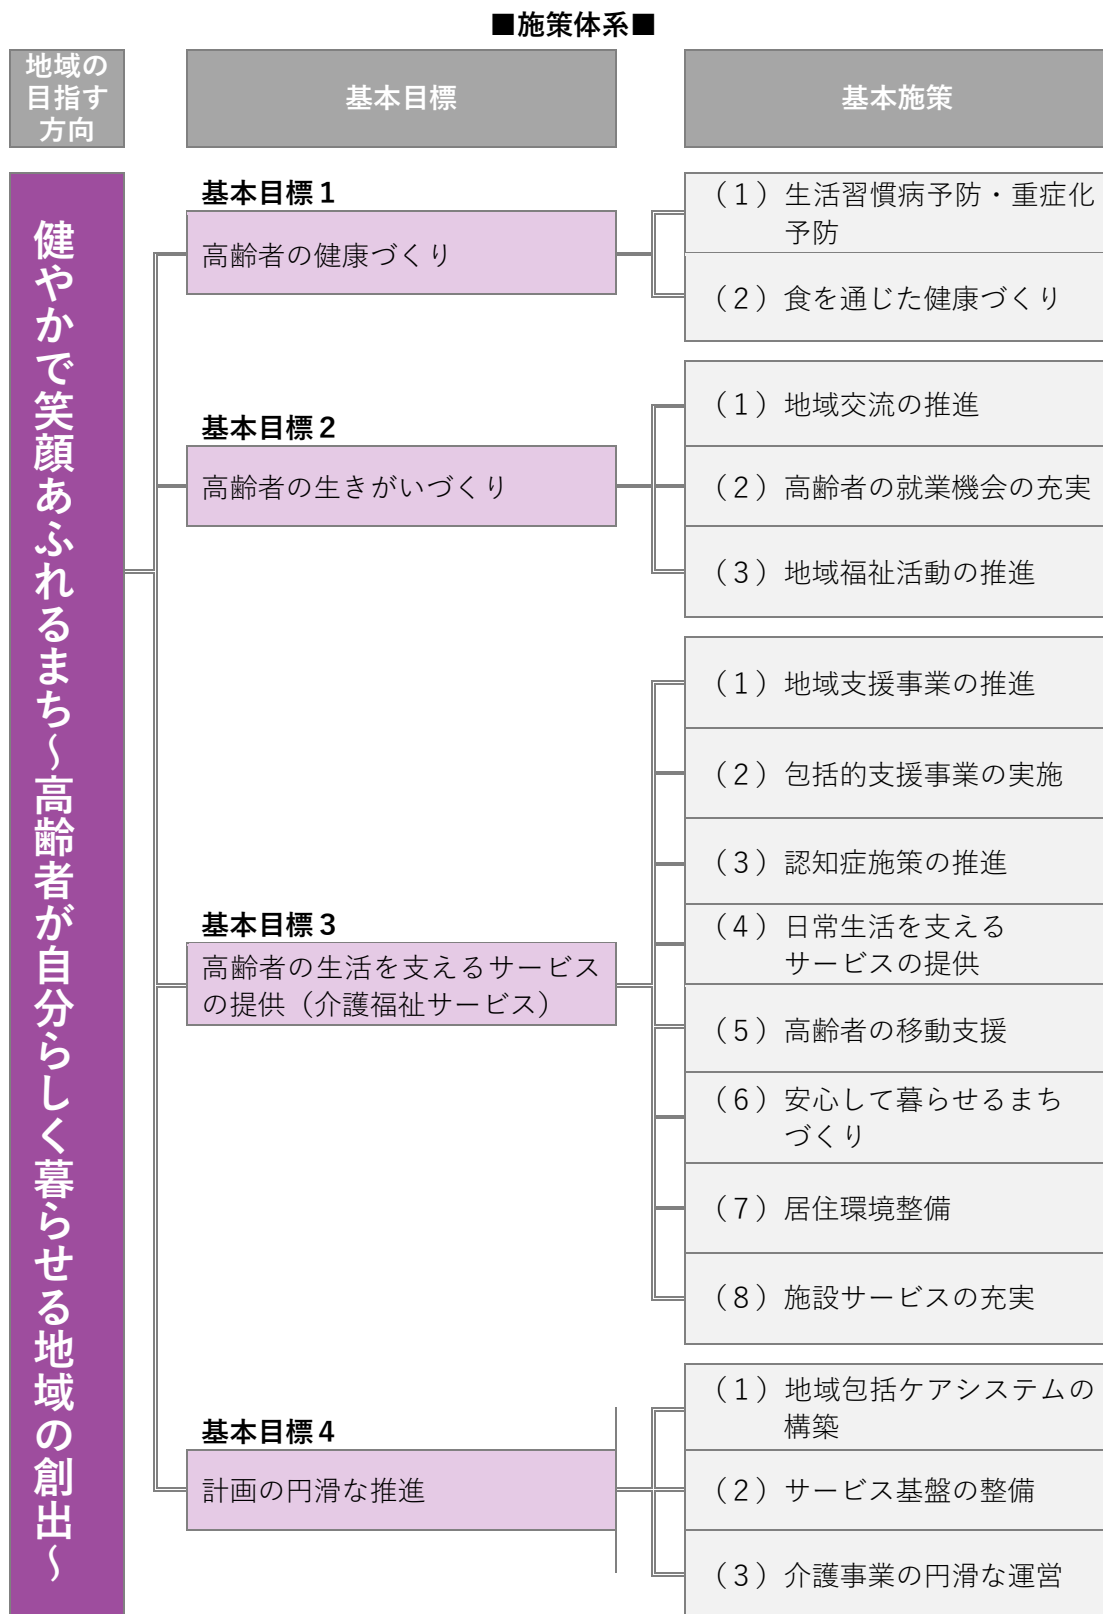 ■施策体系■
地域の
目指す
方向
基本目標
基本施策
健やかで笑顔あふれるまち～高齢者が自分らしく暮らせる地域の創出～
基本目標１
高齢者の健康づくり
（１）生活習慣病予防・重症化
予防
（２）食を通じた健康づくり
基本目標２
高齢者の生きがいづくり
（１）地域交流の推進
（２）高齢者の就業機会の充実
（３）地域福祉活動の推進
基本目標３
高齢者の生活を支えるサービス
の提供（介護福祉サービス）
（１）地域支援事業の推進
（２）包括的支援事業の実施
（３）認知症施策の推進
（４）日常生活を支える
サービスの提供
（５）高齢者の移動支援
（６）安心して暮らせるまち
づくり
（７）居住環境整備
（８）施設サービスの充実
基本目標４
計画の円滑な推進
（１）地域包括ケアシステムの
構築
（２）サービス基盤の整備
（３）介護事業の円滑な運営